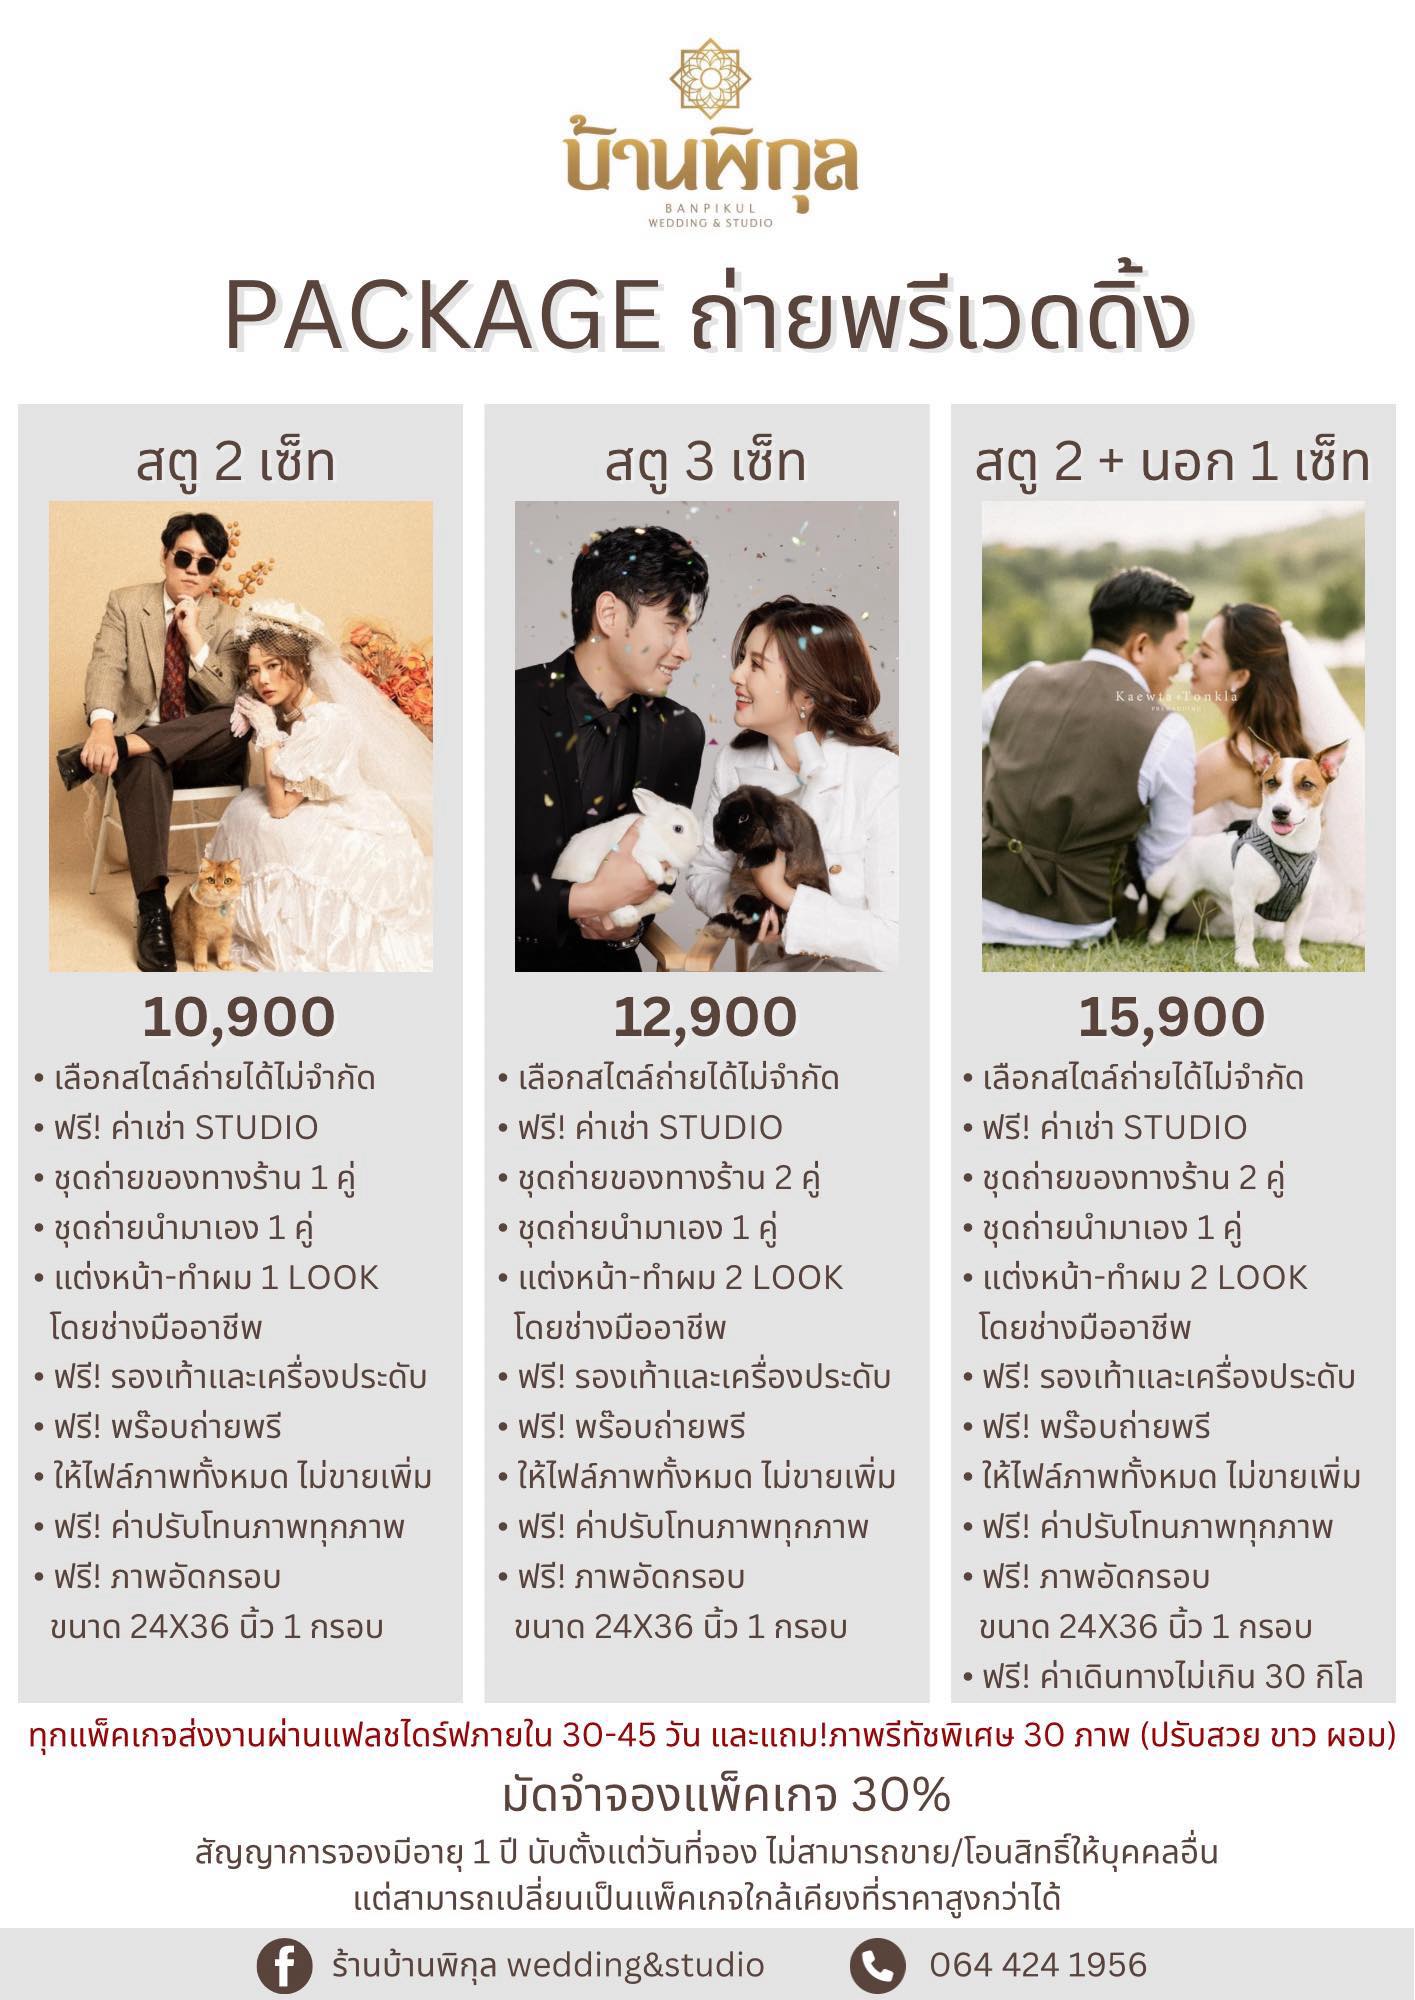 บ้านพิกุล
BANPIKUL
WEDDING & STUDIO
PACKAGE ถ่ายพรีเวดดิ้ง
สตู 2 เซ็ท
Kaewta+Tonkla
PREWEDDING
10,900
• เลือกสไตล์ถ่ายได้ไม่จำกัด
• ฟรี! ค่าเช่า STUDIO
• ชุดถ่ายของทางร้าน 1 คู่
• ชุดถ่ายนำมาเอง 1 คู่
• แต่งหน้า-ทำผม 1 LOOK
โดยช่างมืออาชีพ
• ฟรี! รองเท้าและเครื่องประดับ
• ฟรี! พร๊อบถ่ายพรี
• ให้ไฟล์ภาพทั้งหมด ไม่ขายเพิ่ม
• ฟรี! ค่าปรับโทนภาพทุกภาพ
• ฟรี! ภาพอัดกรอบ
ขนาด 24X36 นิ้ว 1 กรอบ
สตู 3 เซ็ท
12,900
• เลือกสไตล์ถ่ายได้ไม่จำกัด
• ฟรี! ค่าเช่า STUDIO
• ชุดถ่ายของทางร้าน 2 คู่
• ชุดถ่ายนำมาเอง 1 คู่
• แต่งหน้า-ทำผม 2 LOOK
โดยช่างมืออาชีพ
• ฟรี! รองเท้าและเครื่องประดับ
• ฟรี! พร๊อบถ่ายพรี
• ให้ไฟล์ภาพทั้งหมด ไม่ขายเพิ่ม
• ฟรี! ค่าปรับโทนภาพทุกภาพ
• ฟรี! ภาพอัดกรอบ
ขนาด 24X36 นิ้ว 1 กรอบ
สตู 2 + นอก 1 เซ็ท
15,900
• เลือกสไตล์ถ่ายได้ไม่จำกัด
• ฟรี! ค่าเช่า STUDIO
• ชุดถ่ายของทางร้าน 2 คู่
• ชุดถ่ายนำมาเอง 1 คู่
• แต่งหน้า-ทำผม 2 LOOK
โดยช่างมืออาชีพ
• ฟรี! รองเท้าและเครื่องประดับ
• ฟรี! พร๊อบถ่ายพรี
• ให้ไฟล์ภาพทั้งหมด ไม่ขายเพิ่ม
• ฟรี! ค่าปรับโทนภาพทุกภาพ
• ฟรี! ภาพอัดกรอบ
ขนาด 24X36 นิ้ว 1 กรอบ
• ฟรี! ค่าเดินทางไม่เกิน 30 กิโล
ทุกแพ็คเกจส่งงานผ่านแฟลชไดร์ฟภายใน 30-45 วัน และแถม!ภาพรีทัชพิเศษ 30 ภาพ (ปรับสวย ขาว ผอม)
มัดจำจองแพ็คเกจ 30%
สัญญาการจองมีอายุ 1 ปี นับตั้งแต่วันที่จอง ไม่สามารถขาย/โอนสิทธิ์ให้บุคคลอื่น
แต่สามารถเปลี่ยนเป็นแพ็คเกจใกล้เคียงที่ราคาสูงกว่าได้
ร้านบ้านพิกุล wedding&studio
064 424 1956